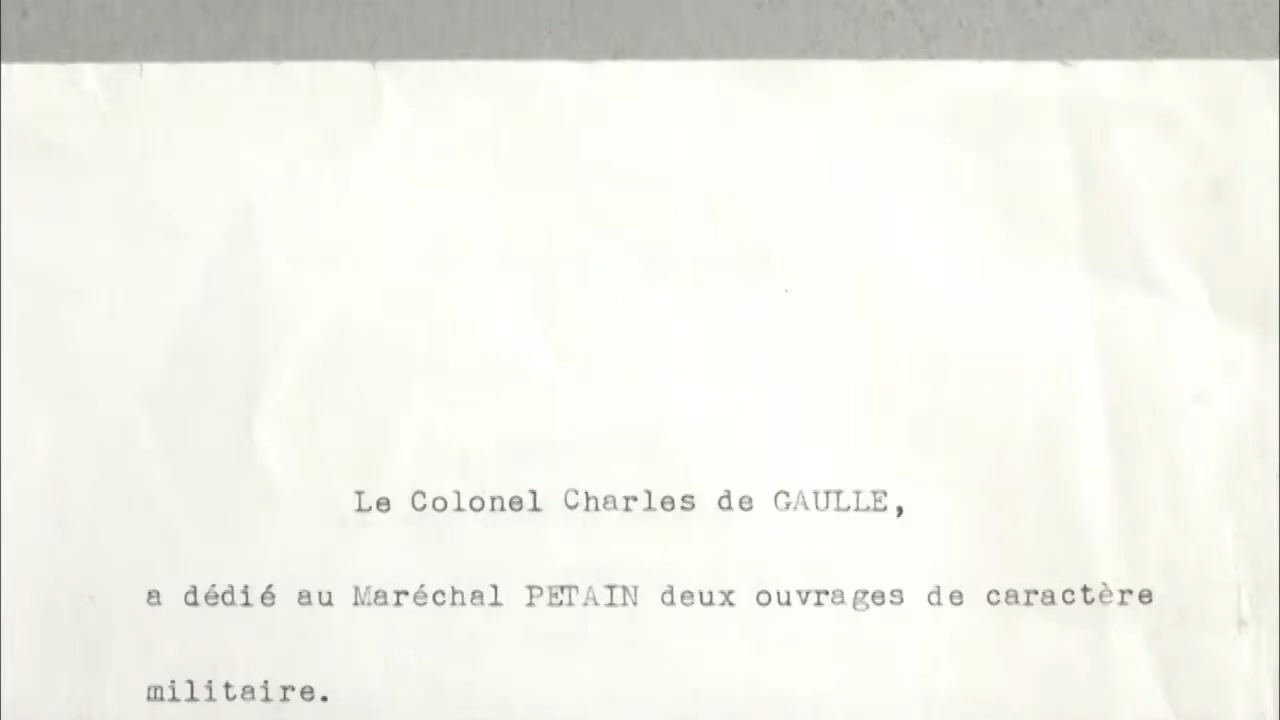 Le Colonel Charles de GAULLE,
a dédié au Maréchal PETAIN deux ouvrages de caractère
militaire.